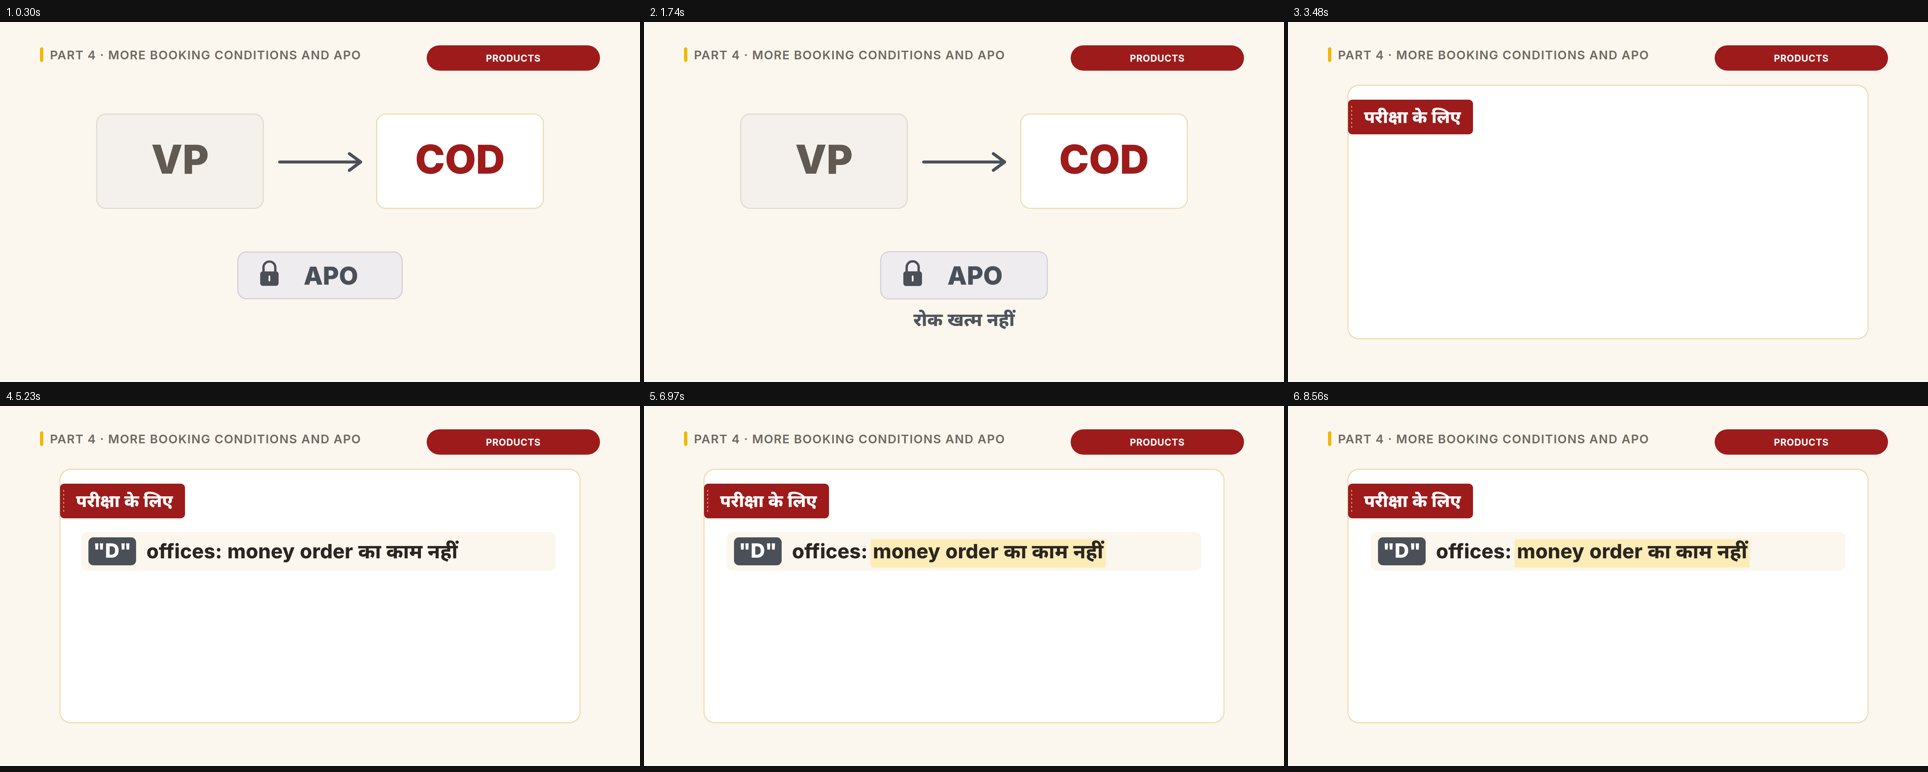 1. 0.30s
PART 4 · MORE BOOKING CONDITIONS AND APO
PRODUCTS
VP
COD
APO
2. 1.74s
PART 4 · MORE BOOKING CONDITIONS AND APO
PRODUCTS
VP
COD
APO
रोक खत्म नहीं
3. 3.48s
PART 4 · MORE BOOKING CONDITIONS AND APO
PRODUCTS
परीक्षा के लिए
4. 5.23s
PART 4 · MORE BOOKING CONDITIONS AND APO
PRODUCTS
परीक्षा के लिए
"D" offices: money order का काम नहीं
5. 6.97s
PART 4 · MORE BOOKING CONDITIONS AND APO
PRODUCTS
परीक्षा के लिए
"D" offices: money order का काम नहीं
6. 8.56s
PART 4 · MORE BOOKING CONDITIONS AND APO
PRODUCTS
परीक्षा के लिए
"D" offices: money order का काम नहीं